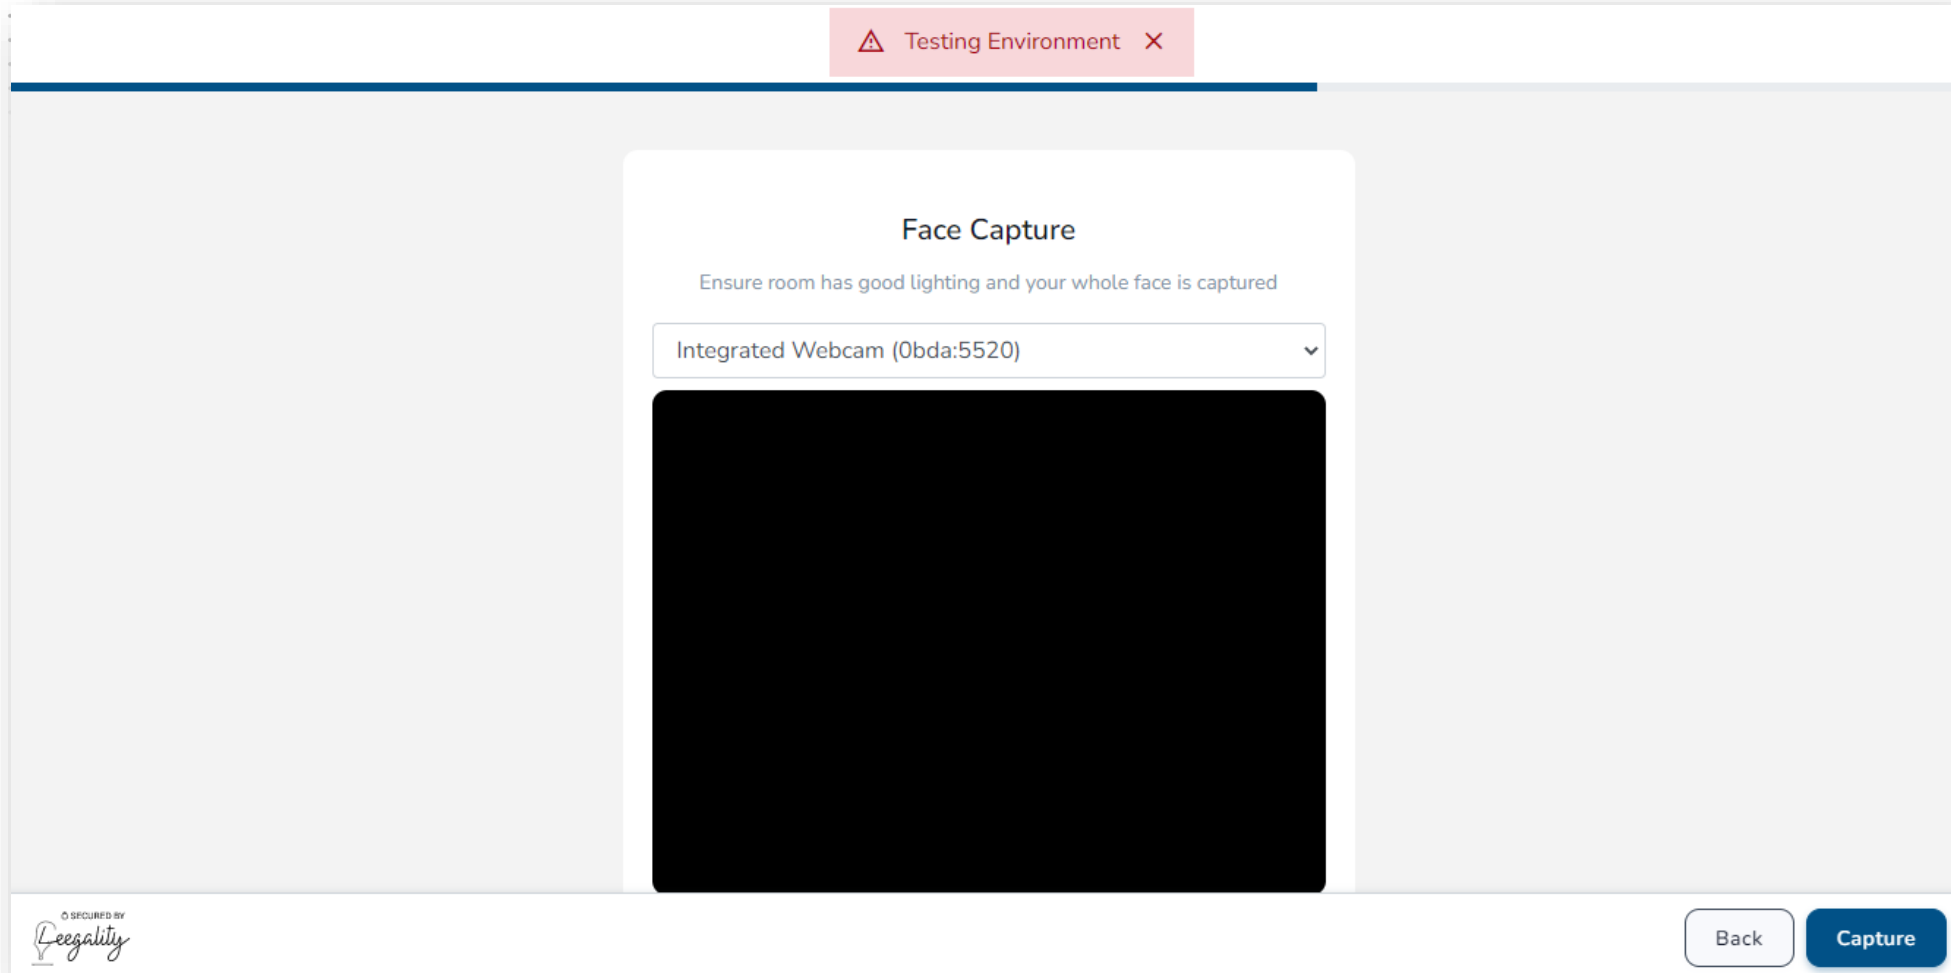 Testing Environment
Face Capture
Ensure room has good lighting and your whole face is captured
Integrated Webcam (0bda:5520)
SECURED BY
Leegality
Back
Capture